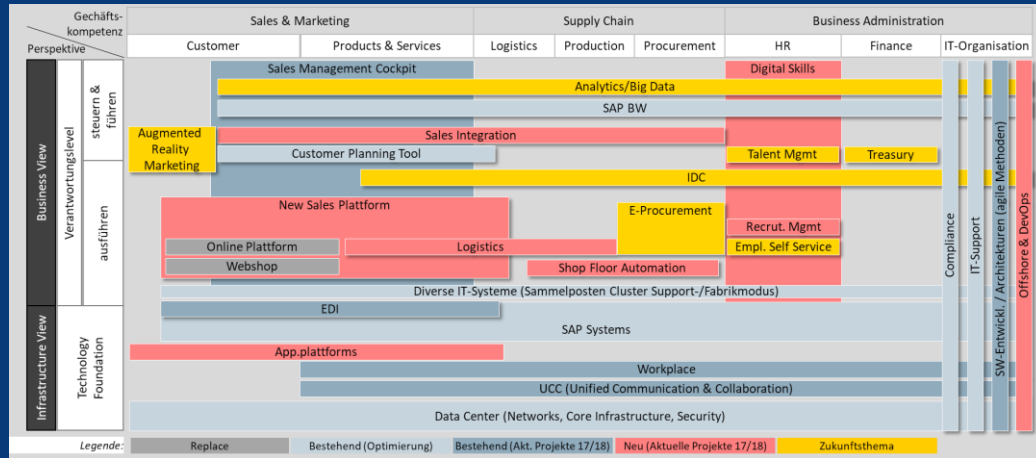 Gechäfts-
kompetenz
Perspektive
Sales & Marketing
Supply Chain
Business Administration
Customer
Products & Services
Logistics
Production
Procurement
HR
Finance
IT-Organisation
Business View
Verantwortungslevel
steuern &
führen
ausführen
Sales Management Cockpit
Digital Skills
Analytics/Big Data
SAP BW
Augmented
Reality
Marketing
Sales Integration
Customer Planning Tool
Talent Mgmt
Treasury
IDC
New Sales Plattform
E-Procurement
Recrut. Mgmt
Online Plattform
Logistics
Empl. Self Service
Webshop
Shop Floor Automation
Diverse IT-Systeme (Sammelposten Cluster Support-/Fabrikmodus)
Compliance
IT-Support
SW-Entwickl. / Architekturen (agile Methoden)
Offshore & DevOps
Infrastructure View
Technology
Foundation
EDI
SAP Systems
App.plattforms
Workplace
UCC (Unified Communication & Collaboration)
Data Center (Networks, Core Infrastructure, Security)
Legende:
Replace
Bestehend (Optimierung)
Bestehend (Akt. Projekte 17/18)
Neu (Aktuelle Projekte 17/18)
Zukunftsthema